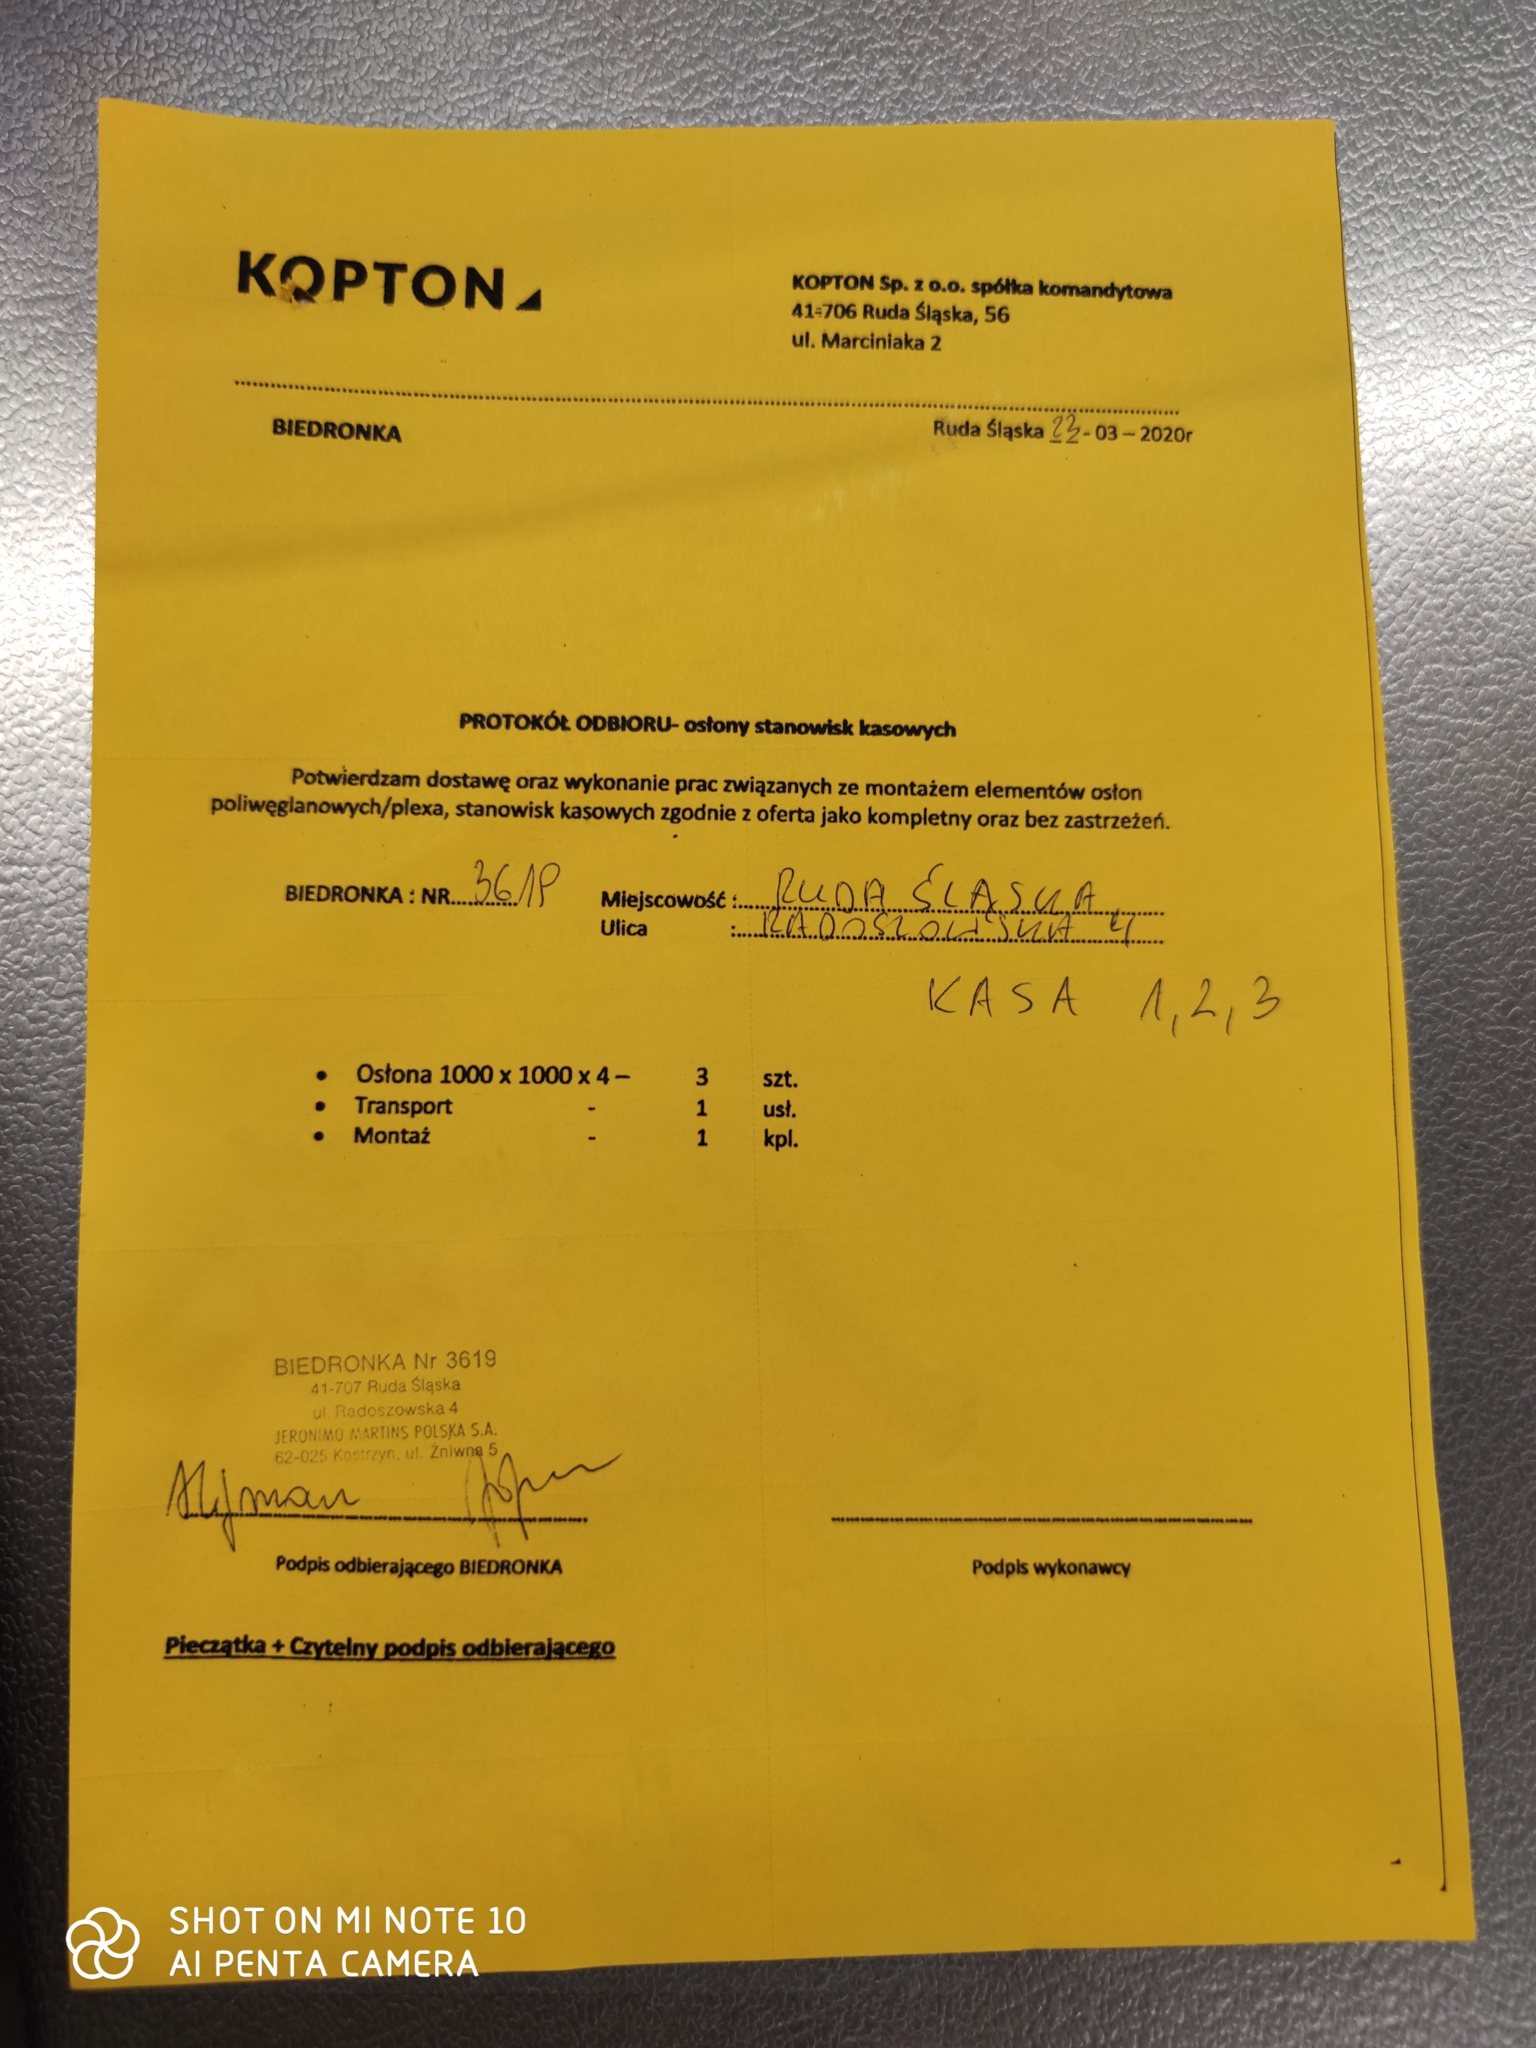 KOPTON
KOPTON Sp. z o.o. spółka komandytowa
41-706 Ruda Śląska, 56
ul. Marciniaka 2
BIEDRONKA
Ruda Śląska 23 - 03 – 2020r
PROTOKÓŁ ODBIORU- osłony stanowisk kasowych
Potwierdzam dostawę oraz wykonanie prac związanych ze montażem elementów osłon
poliwęglanowych/plexa, stanowisk kasowych zgodnie z oferta jako kompletny oraz bez zastrzeżeń.
BIEDRONKA : NR 3619 Miejscowość : RUDA ŚLĄSKA
Ulica : RADOSZOWSKA 4
KASA 1, 2, 3
• Osłona 1000 x 1000 x 4 – 3 szt.
• Transport - 1 usł.
• Montaż - 1 kpl.
BIEDRONKA Nr 3619
41-707 Ruda Śląska
ul. Radoszowska 4
JERONIMO MARTINS POLSKA S.A.
62-025 Kostrzyn, ul. Żniwna 5
Podpis odbierającego BIEDRONKA
Podpis wykonawcy
Pieczątka + Czytelny podpis odbierającego
SHOT ON MI NOTE 10
AI PENTA CAMERA